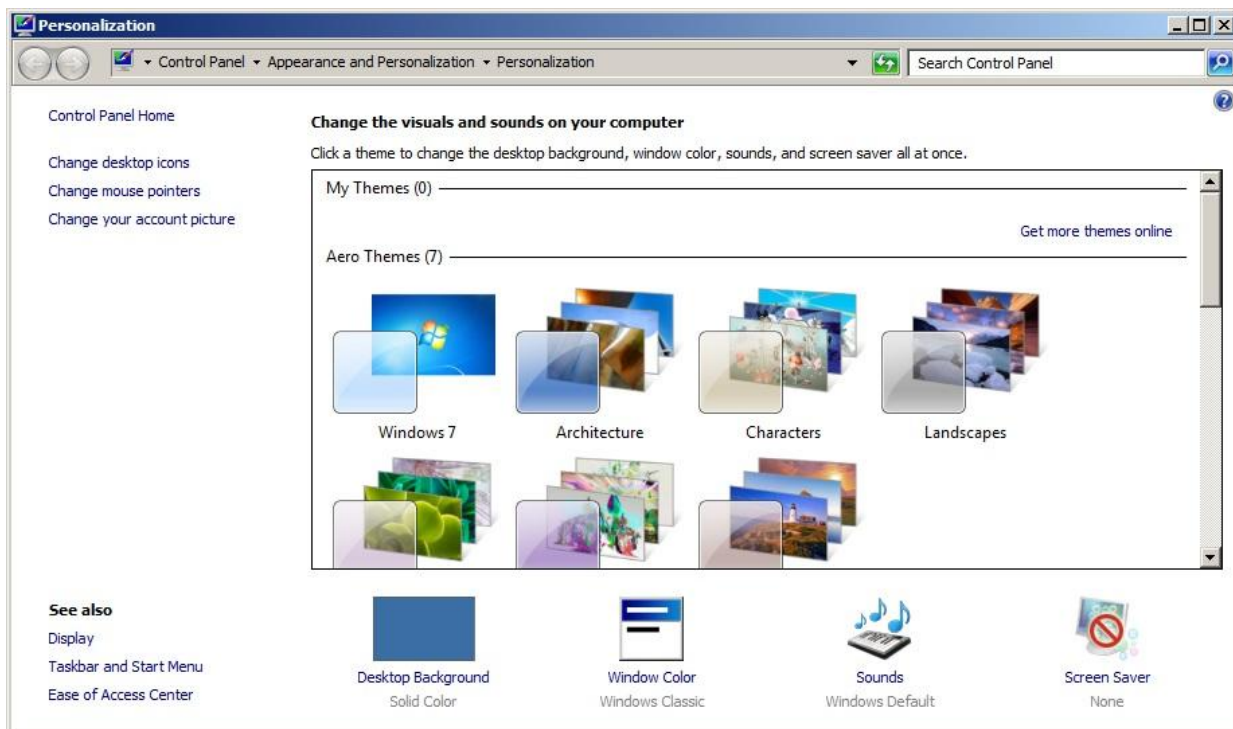 Personalization
Control Panel Appearance and Personalization Personalization
Search Control Panel
Control Panel Home
Change desktop icons
Change mouse pointers
Change your account picture
See also
Display
Taskbar and Start Menu
Ease of Access Center
Change the visuals and sounds on your computer
Click a theme to change the desktop background, window color, sounds, and screen saver all at once.
My Themes (0)
Get more themes online
Aero Themes (7)
Windows 7
Architecture
Characters
Landscapes
Desktop Background
Solid Color
Window Color
Windows Classic
Sounds
Windows Default
Screen Saver
None